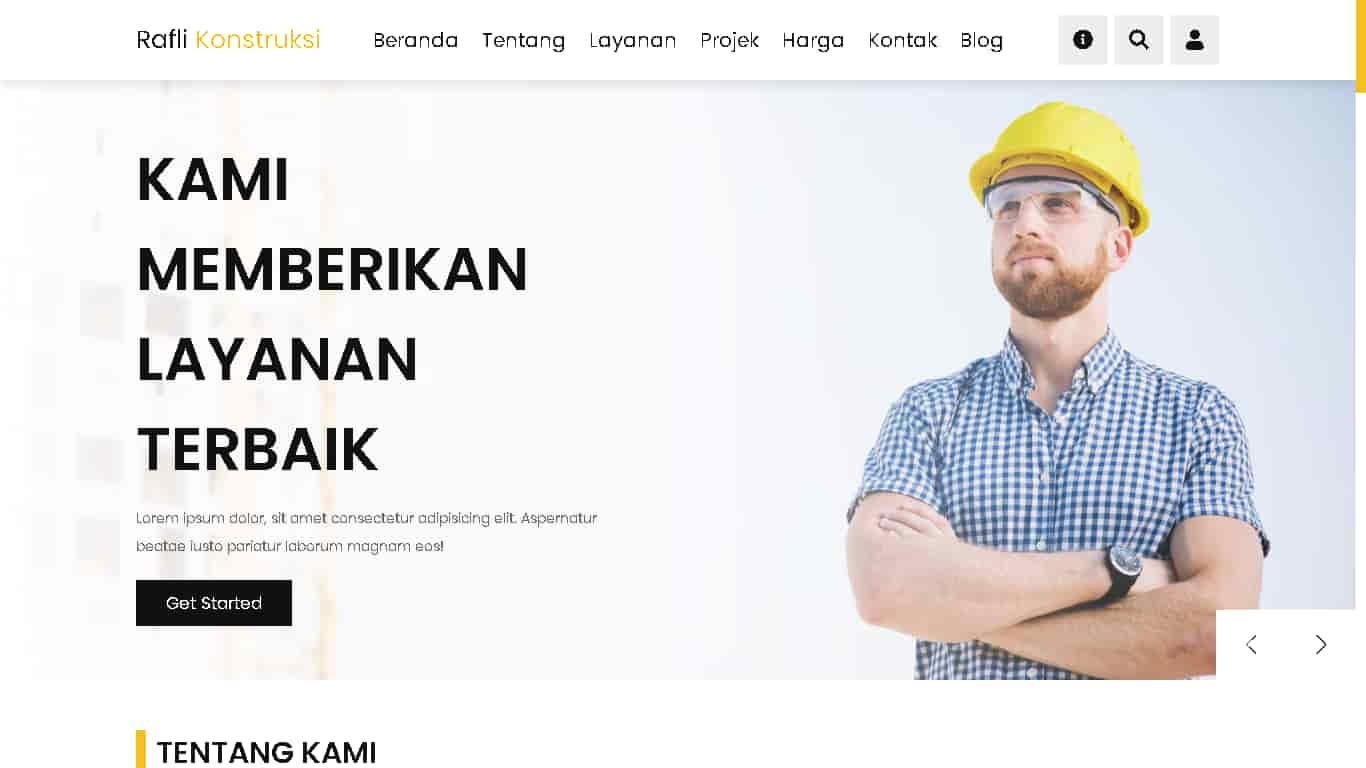 Rafli Konstruksi Beranda Tentang Layanan Projek Harga Kontak Blog
KAMI
MEMBERIKAN
LAYANAN
TERBAIK
Lorem ipsum dolor, sit amet consectetur adipisicing elit. Aspernatur
beatae iusto pariatur laborum magnam eos!
Get Started
TENTANG KAMI